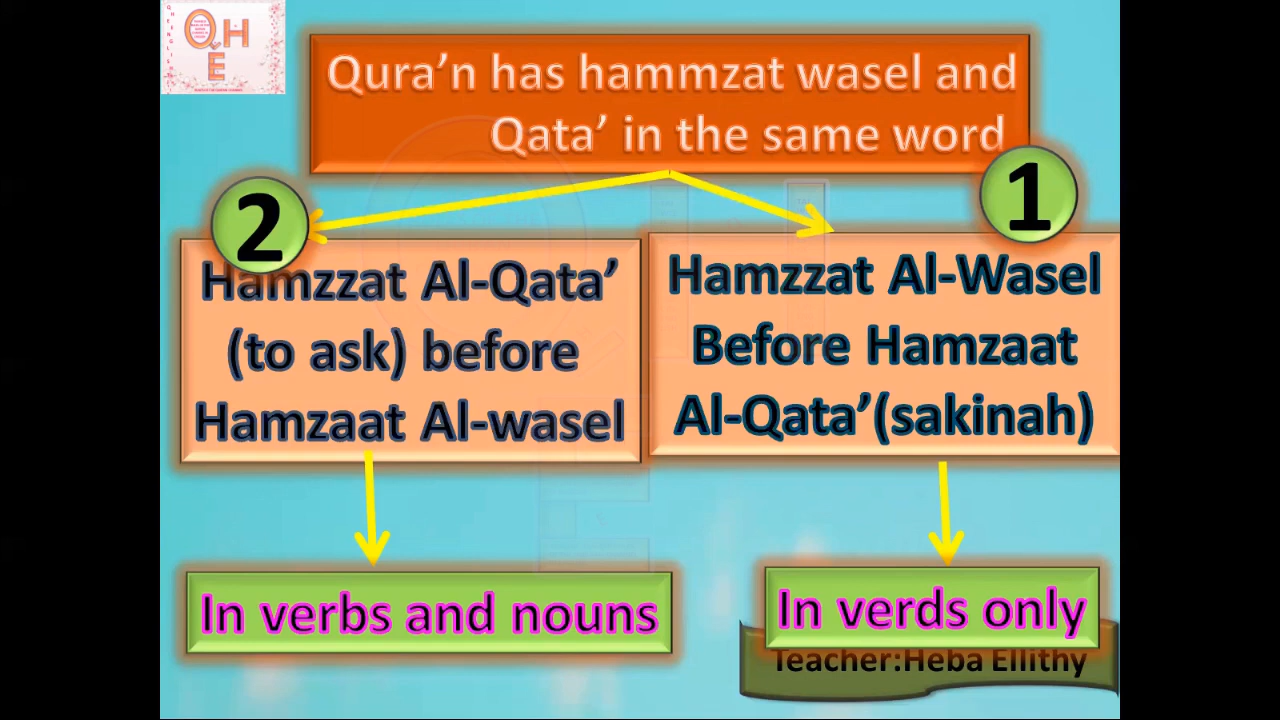 QH
E
Qura’n has hammzat wasel and
Qata’ in the same word
1
2
Hamzzat Al-Wasel
Before Hamzaat
Al-Qata’(sakinah)
Hamzzat Al-Qata’
(to ask) before
Hamzaat Al-wasel
In verds only
In verbs and nouns
Teacher:Heba Ellithy